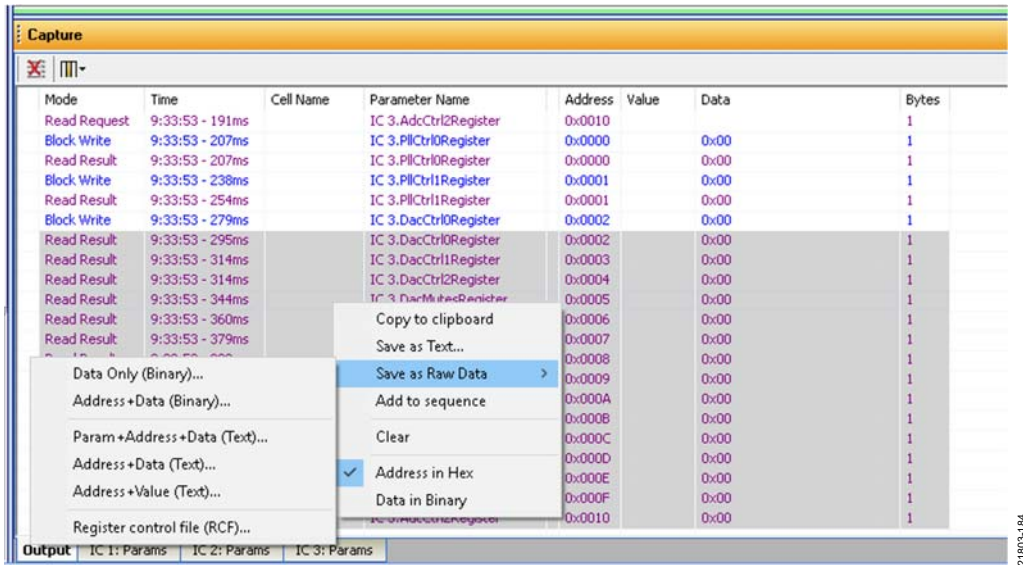 Capture
Mode Time Cell Name Parameter Name Address Value Data Bytes
Read Request 9:33:53 - 191ms IC 3.AdcCtrl2Register 0x0010 1
Block Write 9:33:53 - 207ms IC 3.PllCtrl0Register 0x0000 0x00 1
Read Result 9:33:53 - 207ms IC 3.PllCtrl0Register 0x0000 0x00 1
Block Write 9:33:53 - 238ms IC 3.PllCtrl1Register 0x0001 0x00 1
Read Result 9:33:53 - 254ms IC 3.PllCtrl1Register 0x0001 0x00 1
Block Write 9:33:53 - 279ms IC 3.DacCtrl0Register 0x0002 0x00 1
Read Result 9:33:53 - 295ms IC 3.DacCtrl0Register 0x0002 0x00 1
Read Result 9:33:53 - 314ms IC 3.DacCtrl1Register 0x0003 0x00 1
Read Result 9:33:53 - 314ms IC 3.DacCtrl2Register 0x0004 0x00 1
Read Result 9:33:53 - 344ms IC 3.DacMutesRegister 0x0005 0x00 1
Read Result 9:33:53 - 360ms 0x0006 0x00 1
Read Result 9:33:53 - 379ms 0x0007 0x00 1
0x0008 0x00 1
0x0009 0x00 1
0x000A 0x00 1
0x000B 0x00 1
0x000C 0x00 1
0x000D 0x00 1
0x000E 0x00 1
0x000F 0x00 1
IC 3.AdcCtrl2Register 0x0010 0x00 1
Copy to clipboard
Save as Text...
Save as Raw Data >
Add to sequence
Clear
Address in Hex
Data in Binary
Data Only (Binary)...
Address+Data (Binary)...
Param+Address+Data (Text)...
Address+Data (Text)...
Address+Value (Text)...
Register control file (RCF)...
Output IC 1: Params IC 2: Params IC 3: Params
21803-184